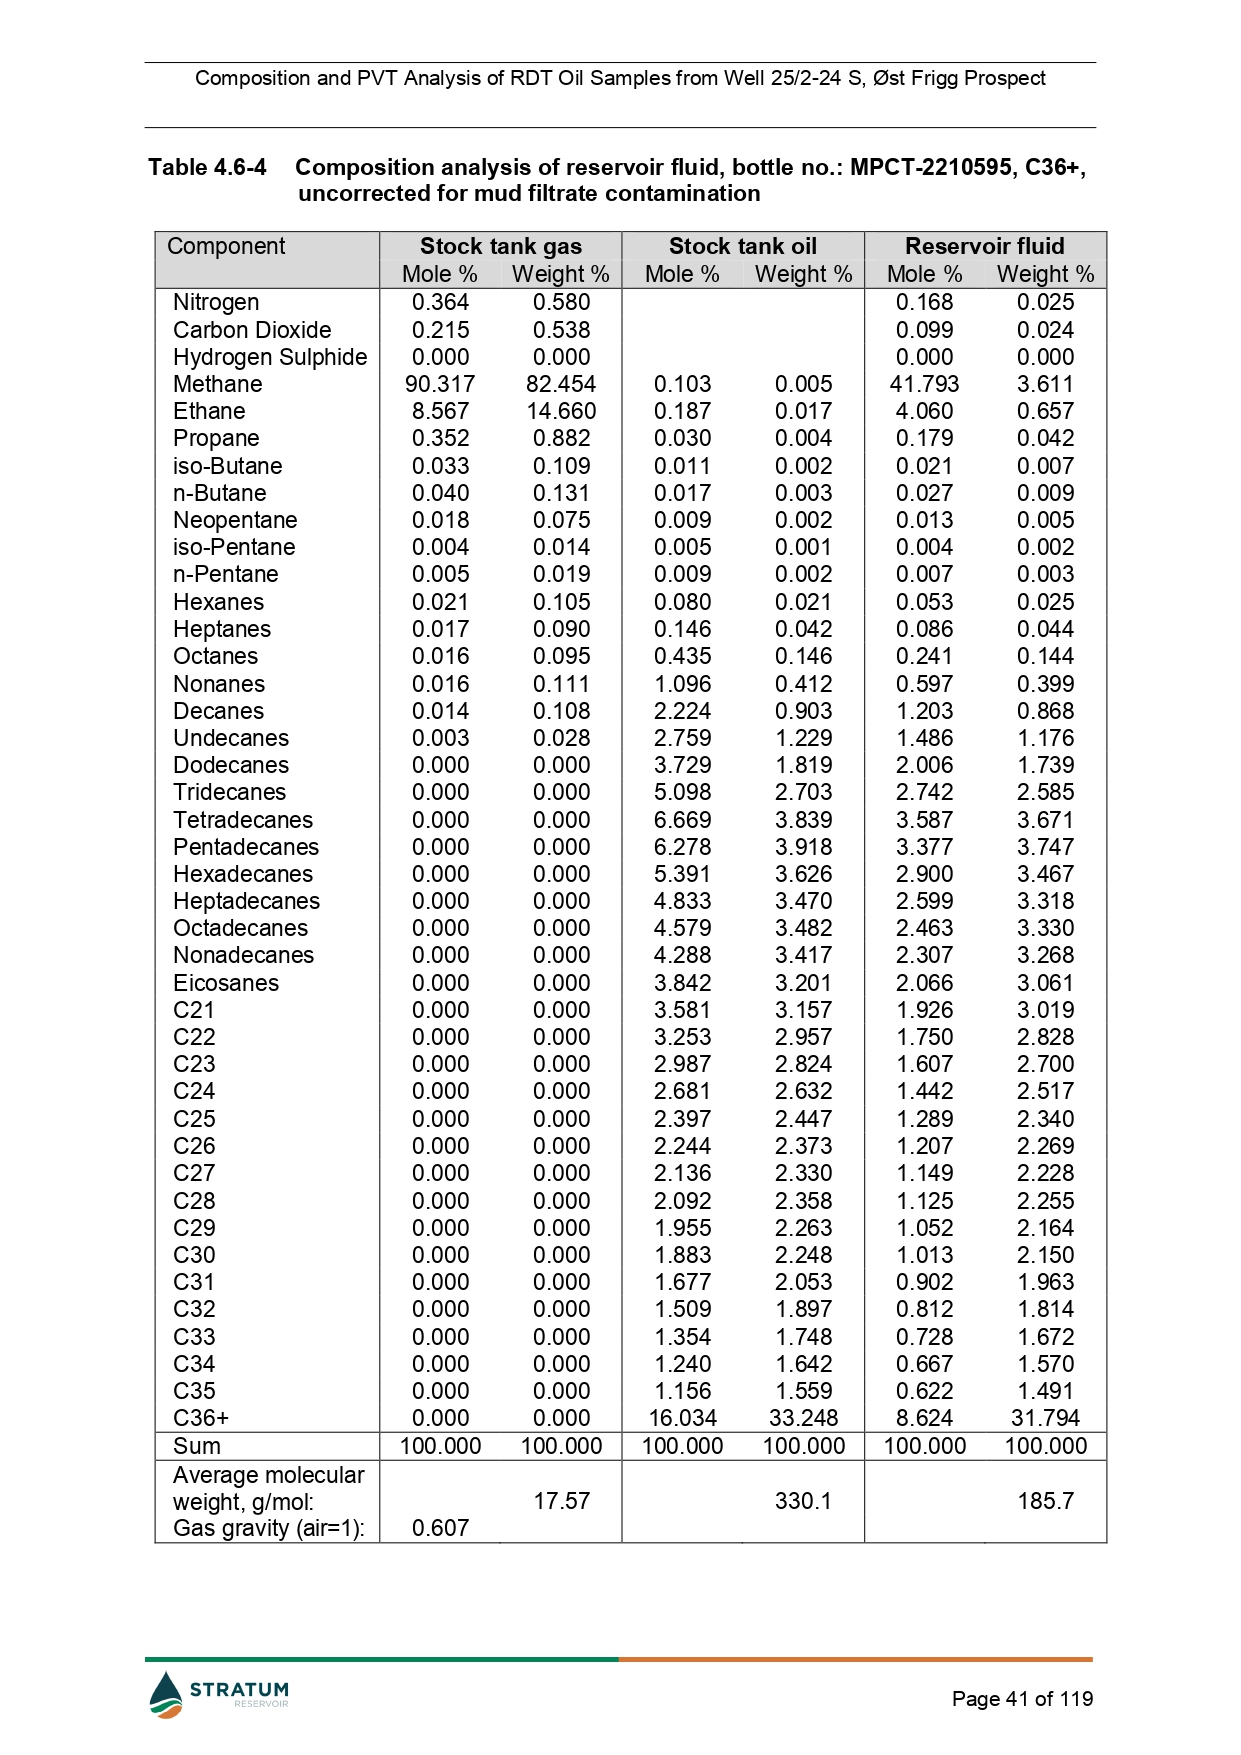 Composition and PVT Analysis of RDT Oil Samples from Well 25/2-24 S, Øst Frigg Prospect
Table 4.6-4 Composition analysis of reservoir fluid, bottle no.: MPCT-2210595, C36+,
uncorrected for mud filtrate contamination
Component Stock tank gas Stock tank oil Reservoir fluid
Mole % Weight % Mole % Weight % Mole % Weight %
Nitrogen 0.364 0.580 0.168 0.025
Carbon Dioxide 0.215 0.538 0.099 0.024
Hydrogen Sulphide 0.000 0.000 0.000 0.000
Methane 90.317 82.454 0.103 0.005 41.793 3.611
Ethane 8.567 14.660 0.187 0.017 4.060 0.657
Propane 0.352 0.882 0.030 0.004 0.179 0.042
iso-Butane 0.033 0.109 0.011 0.002 0.021 0.007
n-Butane 0.040 0.131 0.017 0.003 0.027 0.009
Neopentane 0.018 0.075 0.009 0.002 0.013 0.005
iso-Pentane 0.004 0.014 0.005 0.001 0.004 0.002
n-Pentane 0.005 0.019 0.009 0.002 0.007 0.003
Hexanes 0.021 0.105 0.080 0.021 0.053 0.025
Heptanes 0.017 0.090 0.146 0.042 0.086 0.044
Octanes 0.016 0.095 0.435 0.146 0.241 0.144
Nonanes 0.016 0.111 1.096 0.412 0.597 0.399
Decanes 0.014 0.108 2.224 0.903 1.203 0.868
Undecanes 0.003 0.028 2.759 1.229 1.486 1.176
Dodecanes 0.000 0.000 3.729 1.819 2.006 1.739
Tridecanes 0.000 0.000 5.098 2.703 2.742 2.585
Tetradecanes 0.000 0.000 6.669 3.839 3.587 3.671
Pentadecanes 0.000 0.000 6.278 3.918 3.377 3.747
Hexadecanes 0.000 0.000 5.391 3.626 2.900 3.467
Heptadecanes 0.000 0.000 4.833 3.470 2.599 3.318
Octadecanes 0.000 0.000 4.579 3.482 2.463 3.330
Nonadecanes 0.000 0.000 4.288 3.417 2.307 3.268
Eicosanes 0.000 0.000 3.842 3.201 2.066 3.061
C21 0.000 0.000 3.581 3.157 1.926 3.019
C22 0.000 0.000 3.253 2.957 1.750 2.828
C23 0.000 0.000 2.987 2.824 1.607 2.700
C24 0.000 0.000 2.681 2.632 1.442 2.517
C25 0.000 0.000 2.397 2.447 1.289 2.340
C26 0.000 0.000 2.244 2.373 1.207 2.269
C27 0.000 0.000 2.136 2.330 1.149 2.228
C28 0.000 0.000 2.092 2.358 1.125 2.255
C29 0.000 0.000 1.955 2.263 1.052 2.164
C30 0.000 0.000 1.883 2.248 1.013 2.150
C31 0.000 0.000 1.677 2.053 0.902 1.963
C32 0.000 0.000 1.509 1.897 0.812 1.814
C33 0.000 0.000 1.354 1.748 0.728 1.672
C34 0.000 0.000 1.240 1.642 0.667 1.570
C35 0.000 0.000 1.156 1.559 0.622 1.491
C36+ 0.000 0.000 16.034 33.248 8.624 31.794
Sum 100.000 100.000 100.000 100.000 100.000 100.000
Average molecular
weight, g/mol: 17.57 330.1 185.7
Gas gravity (air=1): 0.607
STRATUM
RESERVOIR
Page 41 of 119